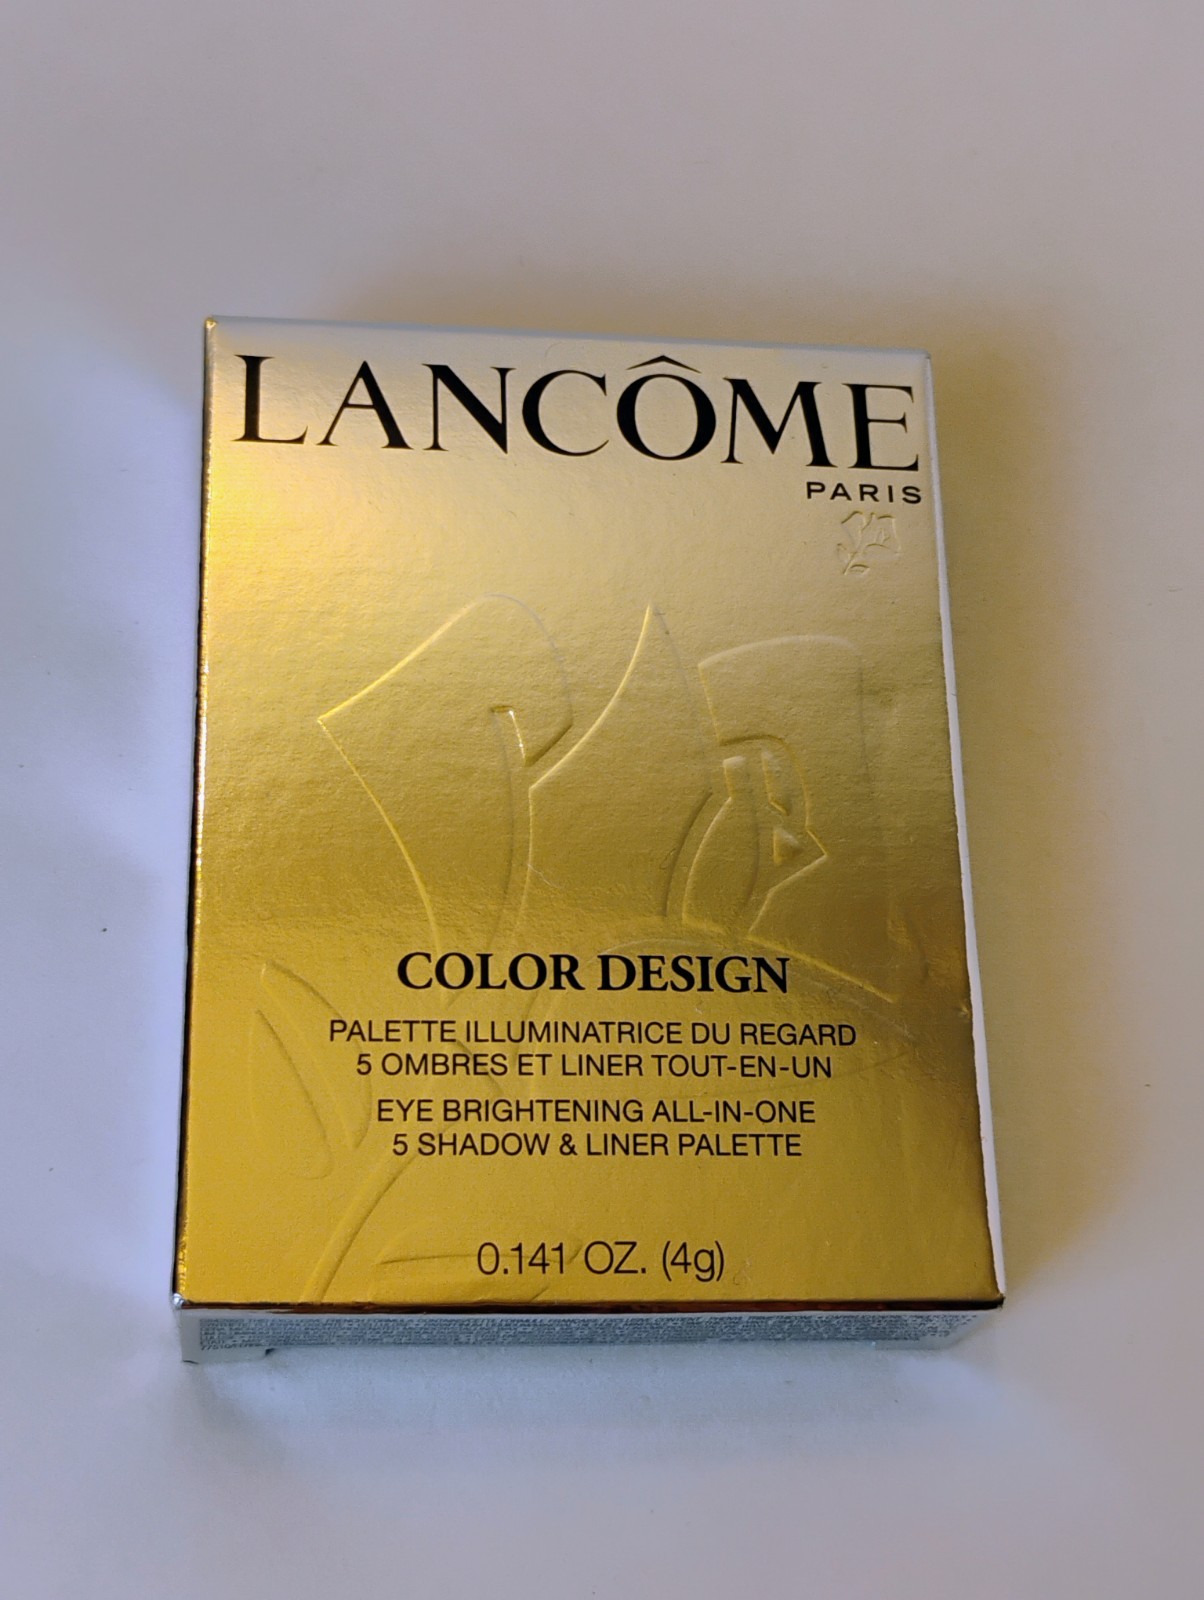 LANCÔME
PARIS
COLOR DESIGN
PALETTE ILLUMINATRICE DU REGARD
5 OMBRES ET LINER TOUT-EN-UN
EYE BRIGHTENING ALL-IN-ONE
5 SHADOW & LINER PALETTE
0.141 OZ. (4g)